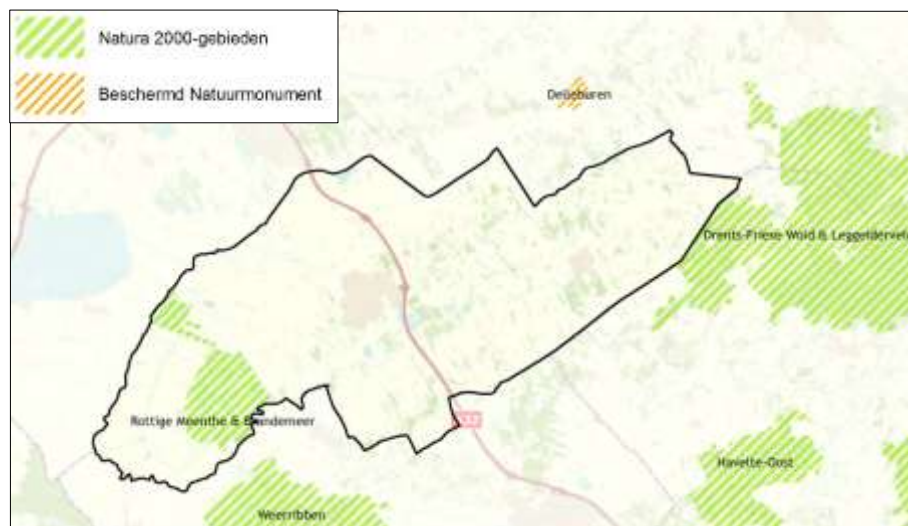 Natura 2000-gebieden
Beschermd Natuurmonument
Drents-Friese Wold & Leggelderveld
Rottige Meenthe & Brandemeer
Havelte-Oost
Weerribben